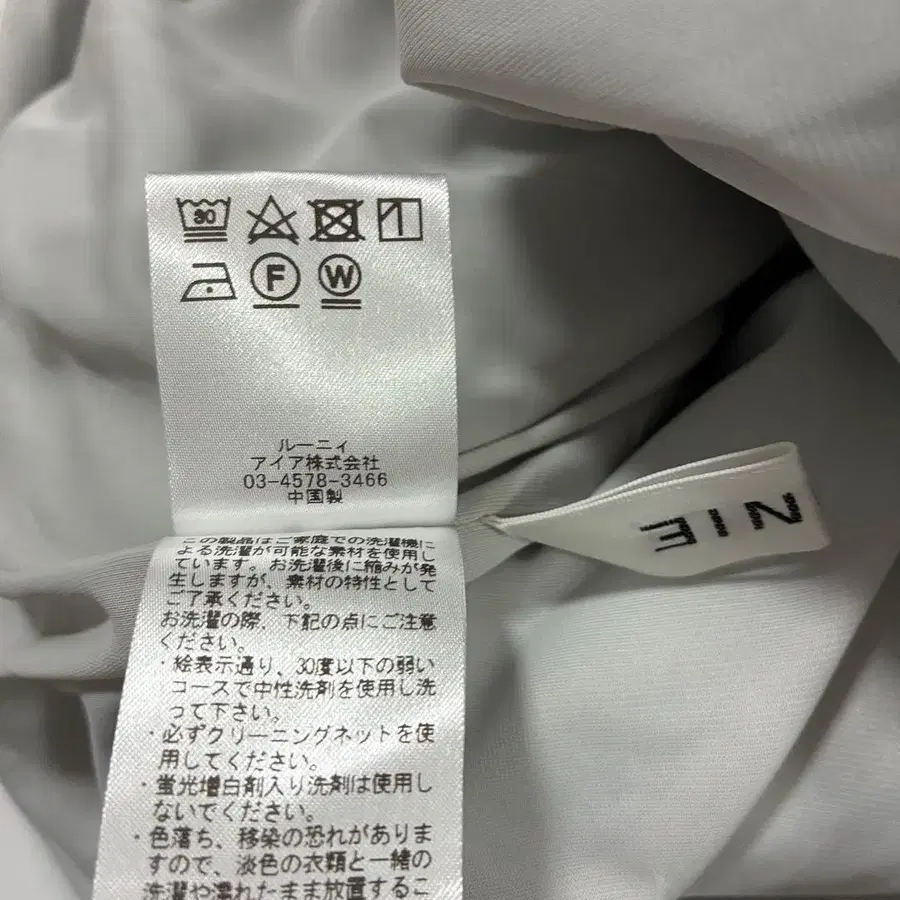 30
F
W
ルーニィ
アイア株式会社
03-4578-3466
中国製
この製品はご家庭での洗濯機に
よる洗濯が可能な素材を使用し
ています。お洗濯後に縮みが発
生しますが、素材の特性として
ご了承ください。
お洗濯の際、下記の点にご注意
ください。
・絵表示通り、30度以下の弱い
コースで中性洗剤を使用し洗
って下さい。
・必ずクリーニングネットを使
用してください。
・蛍光増白剤入り洗剤は使用し
ないでください。
・色落ち、移染の恐れがありま
すので、淡色の衣類と一緒の
洗濯や濡れたまま放置するこ
NIE